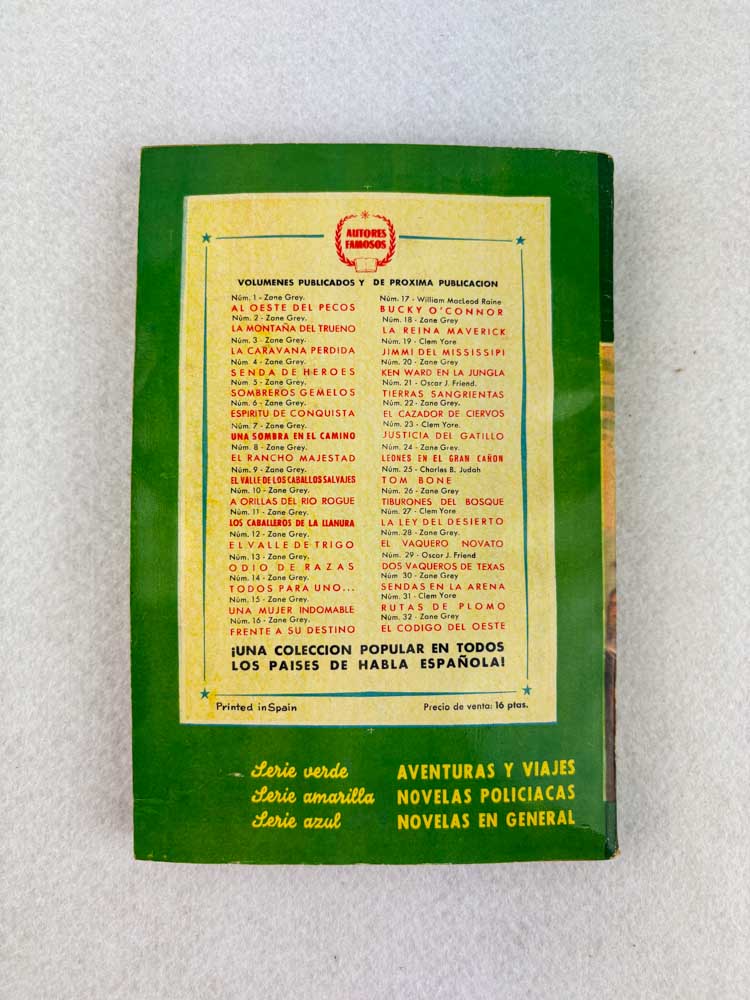 AUTORES
FAMOSOS
VOLUMENES PUBLICADOS Y DE PROXIMA PUBLICACION
Núm. 1 - Zane Grey.
AL OESTE DEL PECOS
Núm. 2 - Zane Grey.
LA MONTAÑA DEL TRUENO
Núm. 3 - Zane Grey.
LA CARAVANA PERDIDA
Núm. 4 - Zane Grey.
SENDA DE HEROES
Núm. 5 - Zane Grey.
SOMBREROS GEMELOS
Núm. 6 - Zane Grey.
ESPIRITU DE CONQUISTA
Núm. 7 - Zane Grey.
UNA SOMBRA EN EL CAMINO
Núm. 8 - Zane Grey.
EL RANCHO MAJESTAD
Núm. 9 - Zane Grey.
EL VALLE DE LOS CABALLOS SALVAJES
Núm. 10 - Zane Grey.
A ORILLAS DEL RIO ROGUE
Núm. 11 - Zane Grey.
LOS CABALLEROS DE LA LLANURA
Núm. 12 - Zane Grey.
EL VALLE DE TRIGO
Núm. 13 - Zane Grey.
ODIO DE RAZAS
Núm. 14 - Zane Grey.
TODOS PARA UNO...
Núm. 15 - Zane Grey.
UNA MUJER INDOMABLE
Núm. 16 - Zane Grey.
FRENTE A SU DESTINO
Núm. 17 - William MacLeod Raine
BUCKY O'CONNOR
Núm. 18 - Zane Grey
LA REINA MAVERICK
Núm. 19 - Clem Yore
JIMMI DEL MISSISIPI
Núm. 20 - Zane Grey
KEN WARD EN LA JUNGLA
Núm. 21 - Oscar J. Friend.
TIERRAS SANGRIENTAS
Núm. 22 - Zane Grey.
EL CAZADOR DE CIERVOS
Núm. 23 - Clem Yore.
JUSTICIA DEL GATILLO
Núm. 24 - Zane Grey.
LEONES EN EL GRAN CAÑON
Núm. 25 - Charles B. Judah
TOM BONE
Núm. 26 - Zane Grey
TIBURONES DEL BOSQUE
Núm. 27 - Clem Yore
LA LEY DEL DESIERTO
Núm. 28 - Zane Grey.
EL VAQUERO NOVATO
Núm. 29 - Oscar J. Friend
DOS VAQUEROS DE TEXAS
Núm. 30 - Zane Grey
SENDAS EN LA ARENA
Núm. 31 - Clem Yore
RUTAS DE PLOMO
Núm. 32 - Zane Grey
EL CODIGO DEL OESTE
¡UNA COLECCION POPULAR EN TODOS
LOS PAISES DE HABLA ESPAÑOLA!
Printed in Spain Precio de venta: 16 ptas.
Serie verde AVENTURAS Y VIAJES
Serie amarilla NOVELAS POLICIACAS
Serie azul NOVELAS EN GENERAL